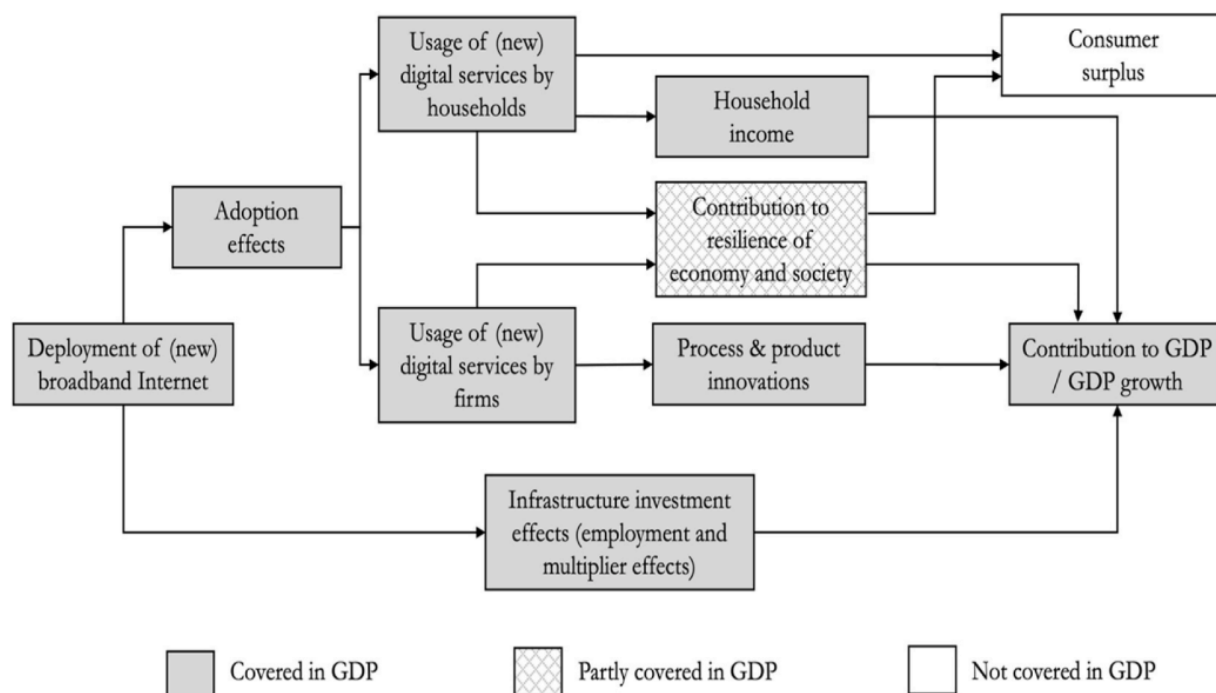 Usage of (new)
digital services by
households
Consumer
surplus
Household
income
Adoption
effects
Contribution to
resilience of
economy and society
Deployment of (new)
broadband Internet
Usage of (new)
digital services by
firms
Process & product
innovations
Contribution to GDP
/ GDP growth
Infrastructure investment
effects (employment and
multiplier effects)
Covered in GDP
Partly covered in GDP
Not covered in GDP